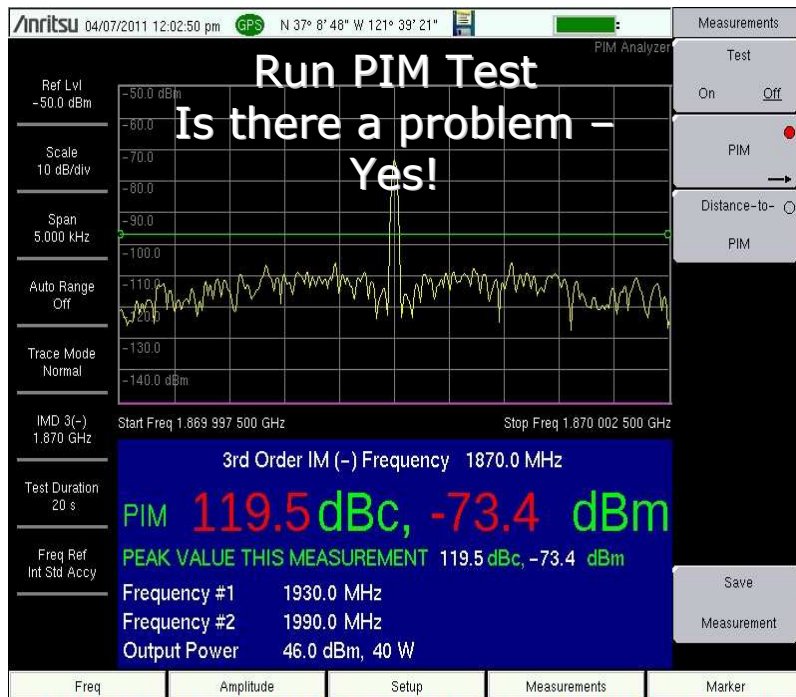 Anritsu 04/07/2011 12:02:50 pm GPS N 37° 8' 48" W 121° 39' 21"
Measurements
PIM Analyzer
Run PIM Test
Is there a problem –
Yes!
Ref Lvl
-50.0 dBm
Scale
10 dB/div
Span
5.000 kHz
Auto Range
Off
Trace Mode
Normal
IMD 3(-)
1.870 GHz
Test Duration
20 s
Freq Ref
Int Std Accy
-50.0 dBm
-60.0
-70.0
-80.0
-90.0
-100.0
-110.0
-120.0
-130.0
-140.0 dBm
Start Freq 1.869 997 500 GHz
Stop Freq 1.870 002 500 GHz
3rd Order IM (-) Frequency 1870.0 MHz
PIM 119.5 dBc, -73.4 dBm
PEAK VALUE THIS MEASUREMENT 119.5 dBc, -73.4 dBm
Frequency #1 1930.0 MHz
Frequency #2 1990.0 MHz
Output Power 46.0 dBm, 40 W
Test
On Off
PIM
Distance-to-
PIM
Save
Measurement
Freq
Amplitude
Setup
Measurements
Marker